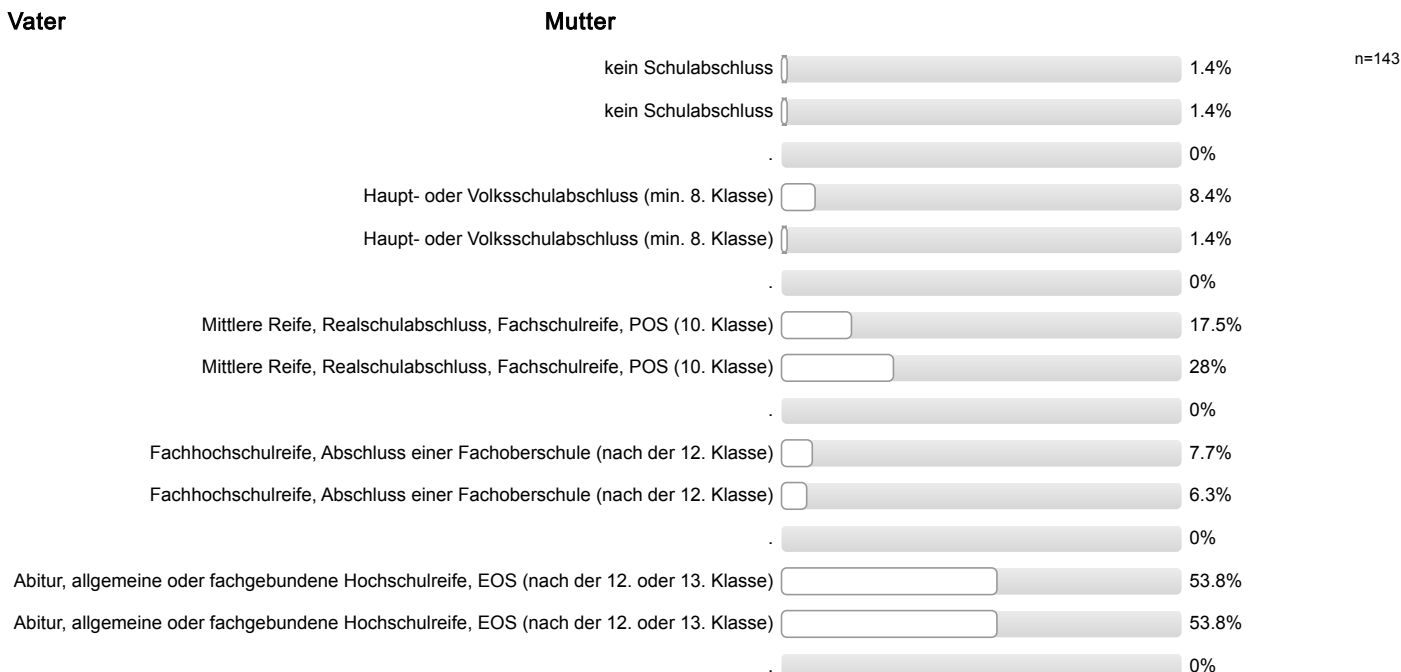 Vater Mutter
n=143
kein Schulabschluss 1.4%
kein Schulabschluss 1.4%
. 0%
Haupt- oder Volksschulabschluss (min. 8. Klasse) 8.4%
Haupt- oder Volksschulabschluss (min. 8. Klasse) 1.4%
. 0%
Mittlere Reife, Realschulabschluss, Fachschulreife, POS (10. Klasse) 17.5%
Mittlere Reife, Realschulabschluss, Fachschulreife, POS (10. Klasse) 28%
. 0%
Fachhochschulreife, Abschluss einer Fachoberschule (nach der 12. Klasse) 7.7%
Fachhochschulreife, Abschluss einer Fachoberschule (nach der 12. Klasse) 6.3%
. 0%
Abitur, allgemeine oder fachgebundene Hochschulreife, EOS (nach der 12. oder 13. Klasse) 53.8%
Abitur, allgemeine oder fachgebundene Hochschulreife, EOS (nach der 12. oder 13. Klasse) 53.8%
. 0%